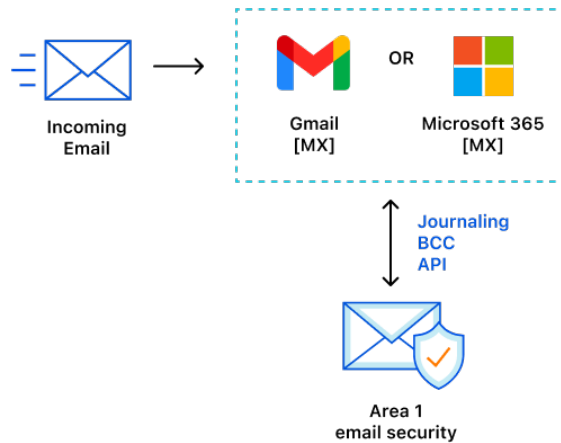 Incoming
Email
Gmail
[MX]
OR
Microsoft 365
[MX]
Journaling
BCC
API
Area 1
email security